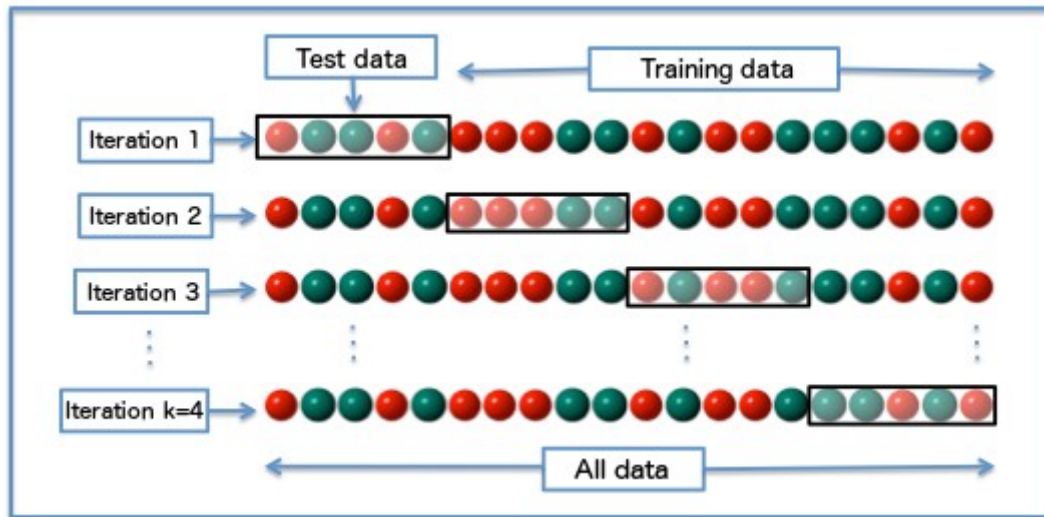 Test data
Training data
Iteration 1
Iteration 2
Iteration 3
Iteration k=4
All data